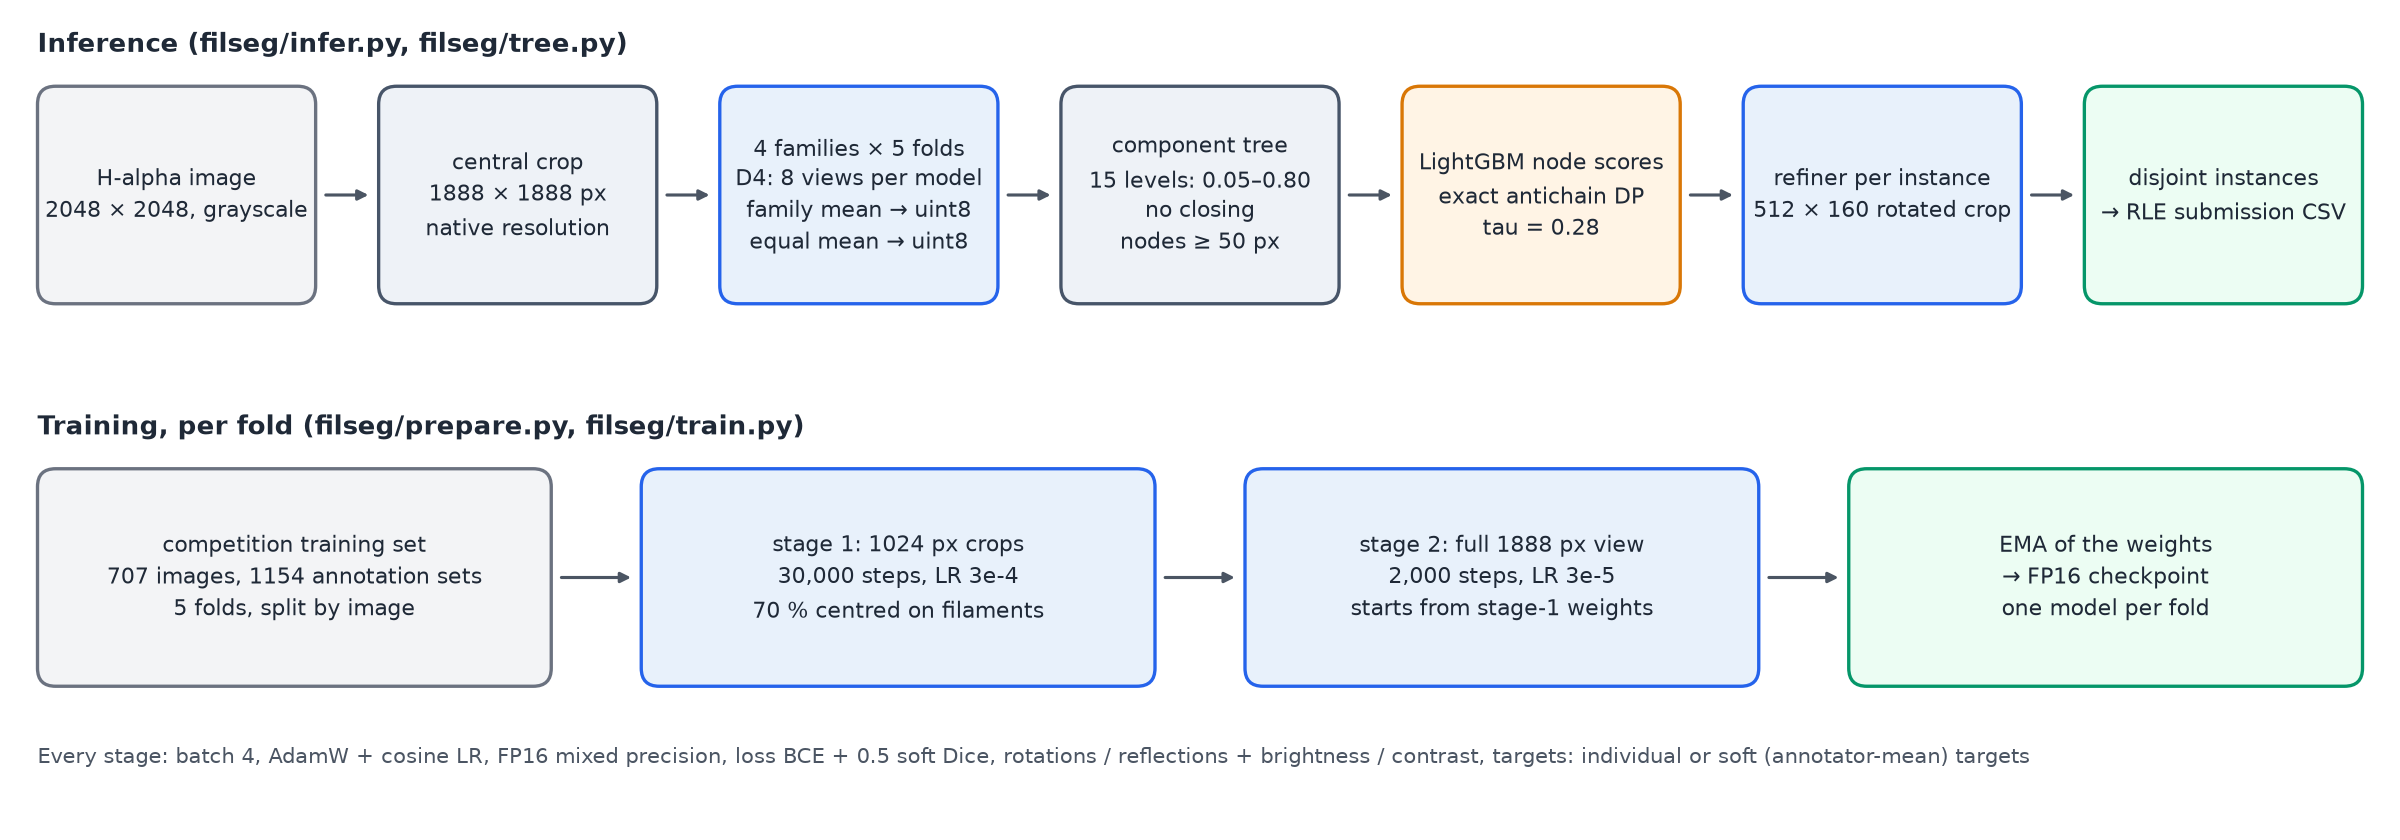 Inference (filseg/infer.py, filseg/tree.py)
H-alpha image
2048 × 2048, grayscale
central crop
1888 × 1888 px
native resolution
4 families × 5 folds
D4: 8 views per model
family mean → uint8
equal mean → uint8
component tree
15 levels: 0.05–0.80
no closing
nodes ≥ 50 px
LightGBM node scores
exact antichain DP
tau = 0.28
refiner per instance
512 × 160 rotated crop
disjoint instances
→ RLE submission CSV
Training, per fold (filseg/prepare.py, filseg/train.py)
competition training set
707 images, 1154 annotation sets
5 folds, split by image
stage 1: 1024 px crops
30,000 steps, LR 3e-4
70 % centred on filaments
stage 2: full 1888 px view
2,000 steps, LR 3e-5
starts from stage-1 weights
EMA of the weights
→ FP16 checkpoint
one model per fold
Every stage: batch 4, AdamW + cosine LR, FP16 mixed precision, loss BCE + 0.5 soft Dice, rotations / reflections + brightness / contrast, targets: individual or soft (annotator-mean) targets